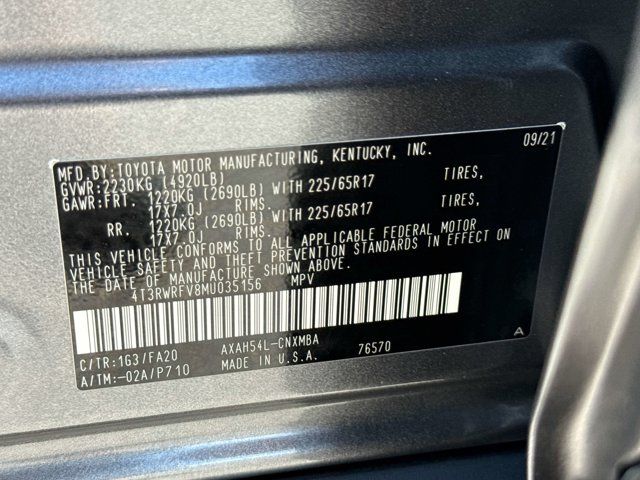 MFD.BY:TOYOTA MOTOR MANUFACTURING, KENTUCKY, INC. 09/21
GVWR:2230KG (4920LB)
GAWR:FRT. 1220KG (2690LB) WITH 225/65R17 TIRES,
17X7.0J RIMS.
RR. 1220KG (2690LB) WITH 225/65R17 TIRES,
17X7.0J RIMS.
THIS VEHICLE CONFORMS TO ALL APPLICABLE FEDERAL MOTOR
VEHICLE SAFETY AND THEFT PREVENTION STANDARDS IN EFFECT ON
THE DATE OF MANUFACTURE SHOWN ABOVE.
4T3RWRFV8MU035156 MPV
C/TR:1G3/FA20 AXAH54L-CNXMBA A
A/TM:-02A/P710 MADE IN U.S.A. 76570